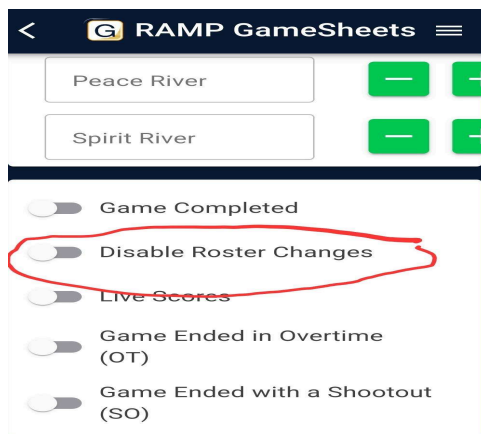 RAMP GameSheets
Peace River
Spirit River
Game Completed
Disable Roster Changes
Live Scores
Game Ended in Overtime
(OT)
Game Ended with a Shootout
(SO)